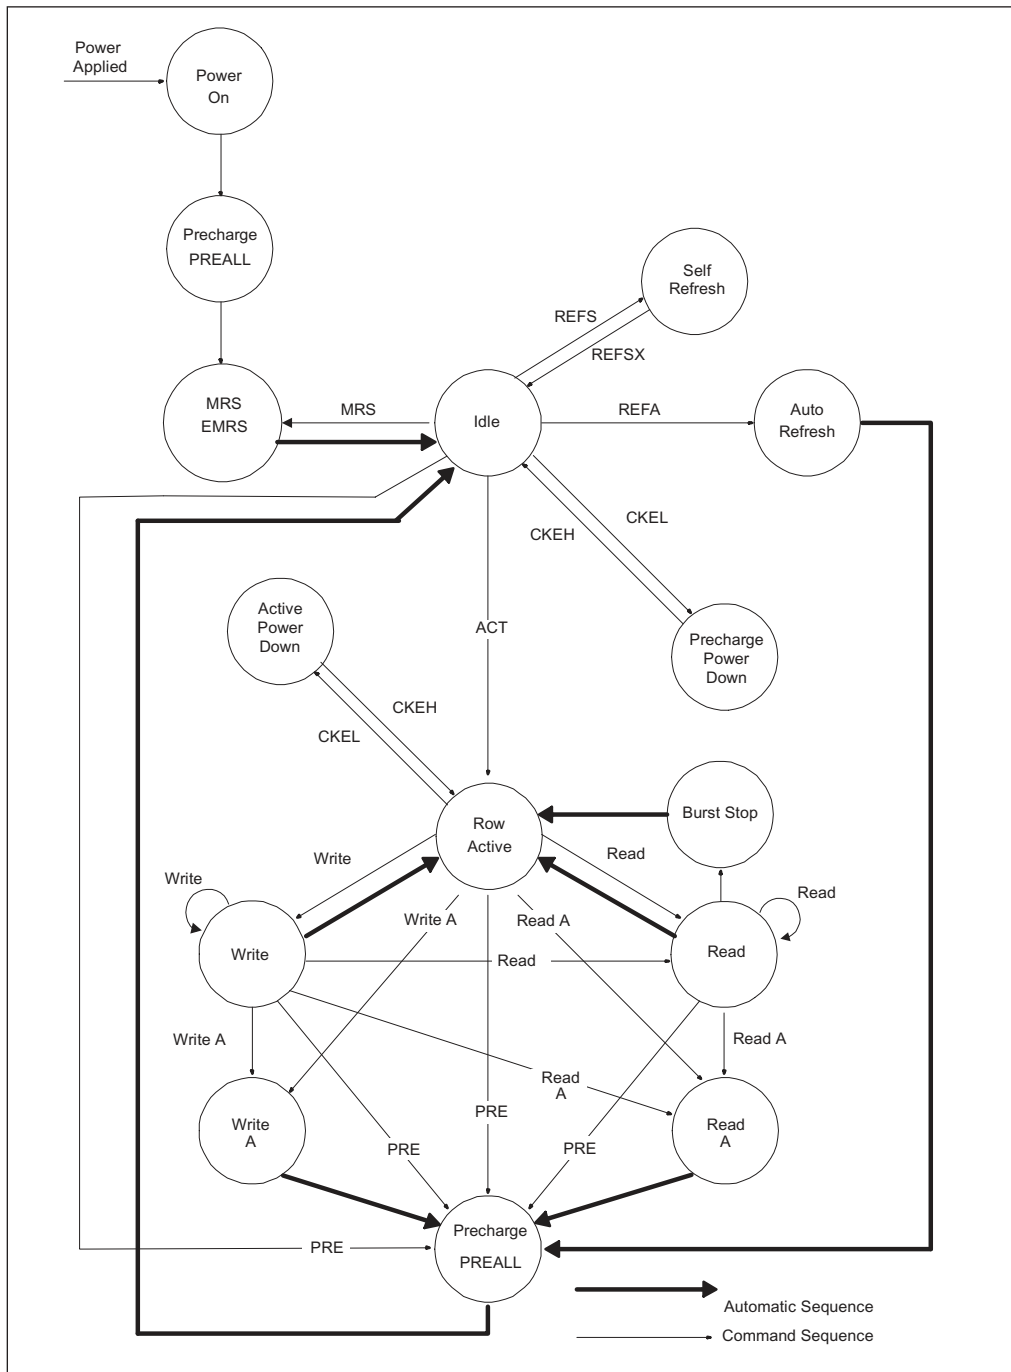 Power
Applied
Power
On
Precharge
PREALL
Self
Refresh
REFS
REFSX
MRS
EMRS
MRS
Idle
REFA
Auto
Refresh
CKEL
CKEH
Active
Power
Down
ACT
Precharge
Power
Down
CKEH
CKEL
Row
Active
Burst Stop
Write
Read
Write
Read
Write A
Read A
Write
Read
Read
Write A
Read A
Read
A
Write
A
PRE
Read
A
PRE
PRE
Precharge
PREALL
PRE
Automatic Sequence
Command Sequence